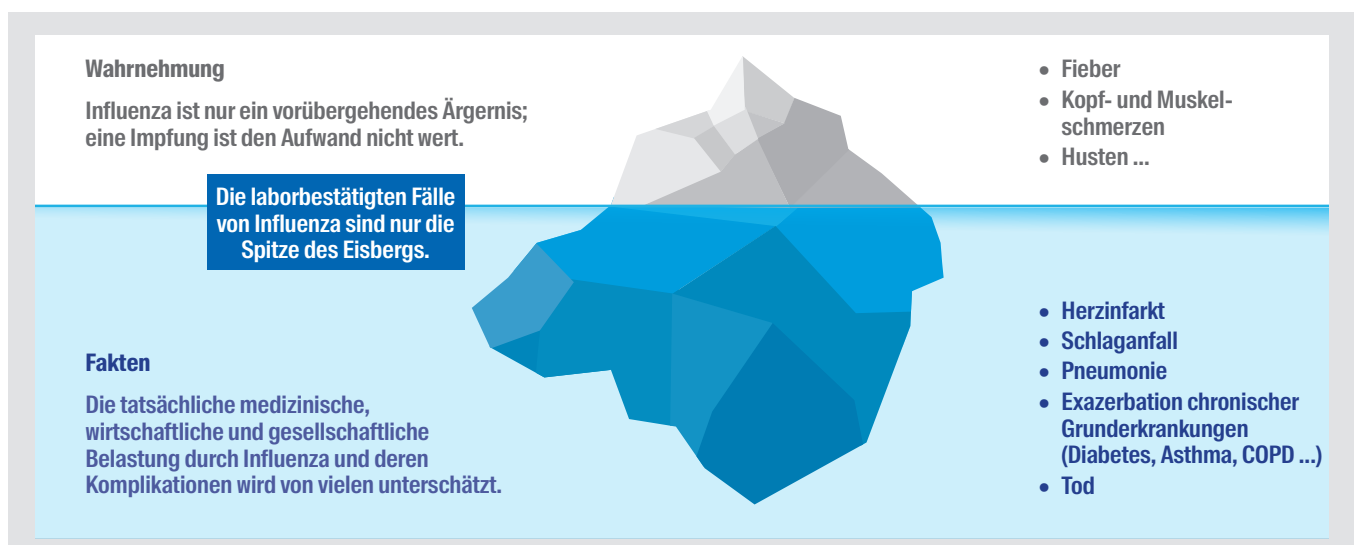 Wahrnehmung
Influenza ist nur ein vorübergehendes Ärgernis;
eine Impfung ist den Aufwand nicht wert.
• Fieber
• Kopf- und Muskel-
schmerzen
• Husten ...
Die laborbestätigten Fälle
von Influenza sind nur die
Spitze des Eisbergs.
Fakten
Die tatsächliche medizinische,
wirtschaftliche und gesellschaftliche
Belastung durch Influenza und deren
Komplikationen wird von vielen unterschätzt.
• Herzinfarkt
• Schlaganfall
• Pneumonie
• Exazerbation chronischer
Grunderkrankungen
(Diabetes, Asthma, COPD ...)
• Tod